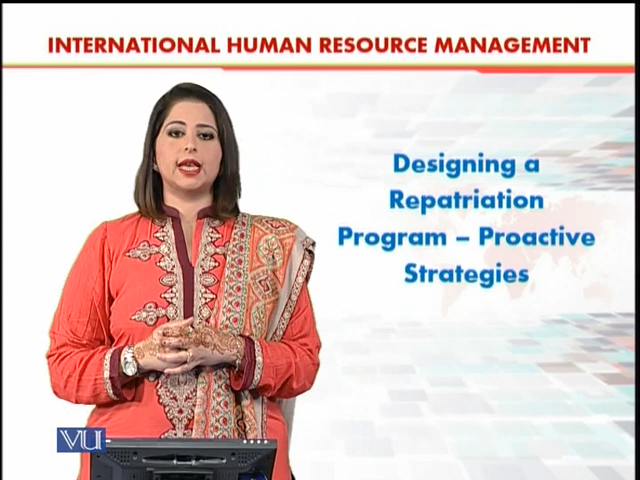 INTERNATIONAL HUMAN RESOURCE MANAGEMENT
Designing a
Repatriation
Program – Proactive
Strategies
VU